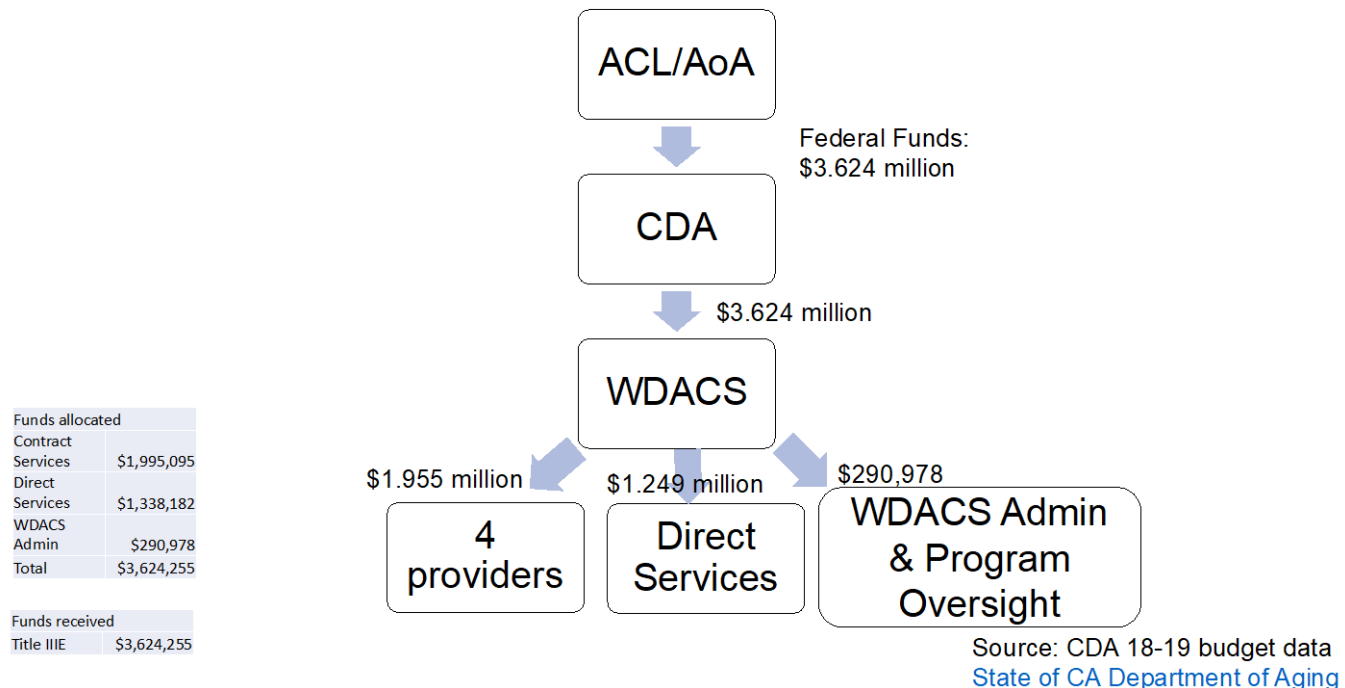 ACL/AoA
Federal Funds:
$3.624 million
CDA
$3.624 million
WDACS
$1.955 million
$1.249 million
$290,978
4
providers
Direct
Services
WDACS Admin
& Program
Oversight
Funds allocated
Contract
Services $1,995,095
Direct
Services $1,338,182
WDACS
Admin $290,978
Total $3,624,255
Funds received
Title IIIE $3,624,255
Source: CDA 18-19 budget data
State of CA Department of Aging